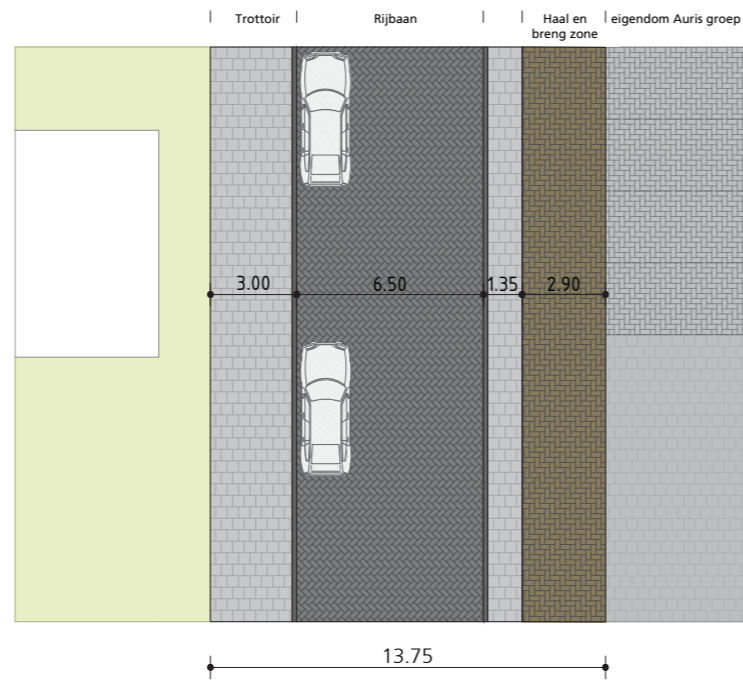 Trottoir
Rijbaan
Haal en
breng zone
eigendom Auris groep
3.00
6.50
1.35
2.90
13.75